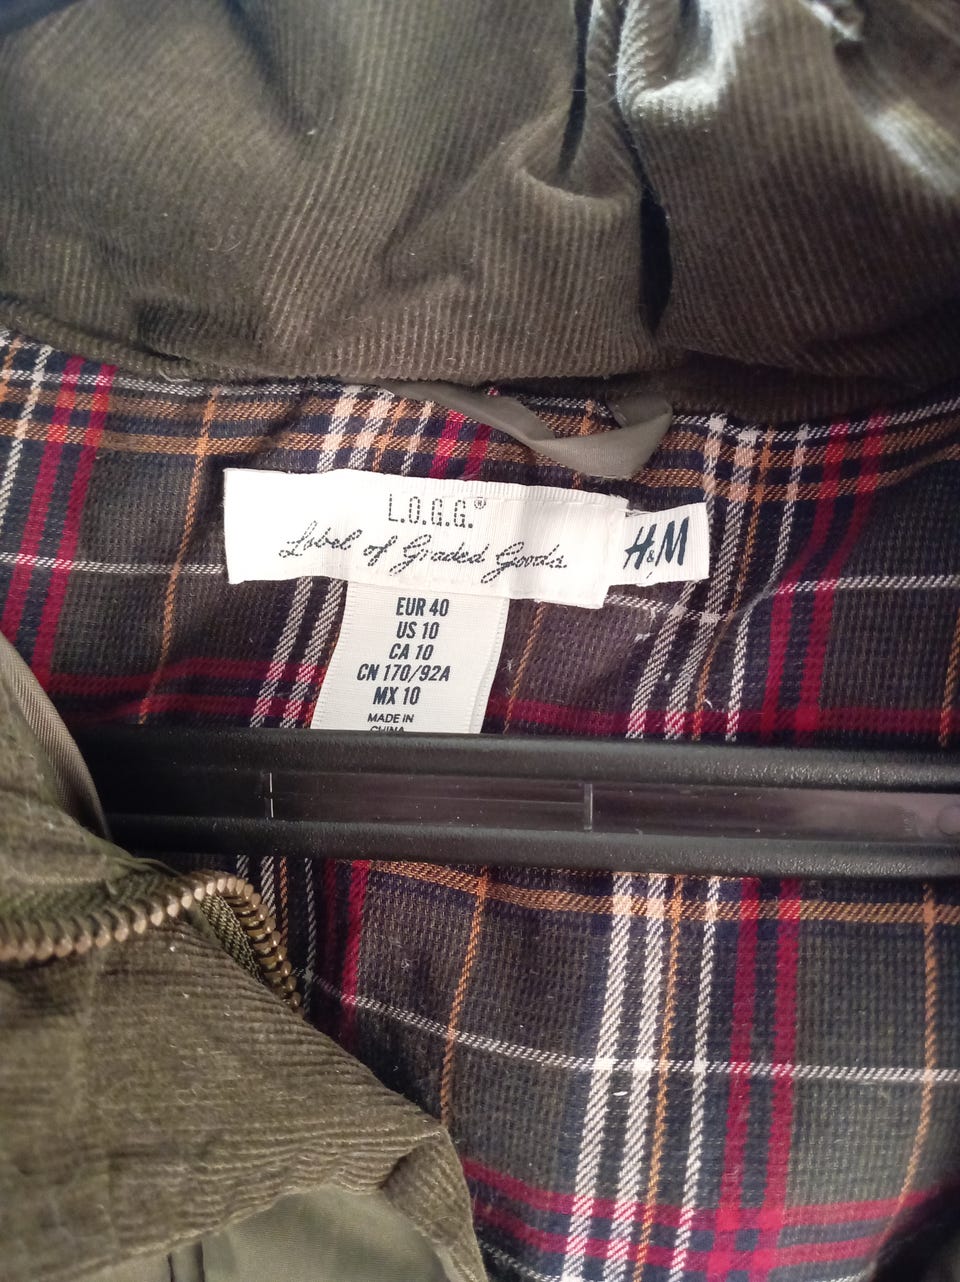 L.O.G.G.®
Label of Graded Goods
H&M
EUR 40
US 10
CA 10
CN 170/92A
MX 10
MADE IN
CHINA